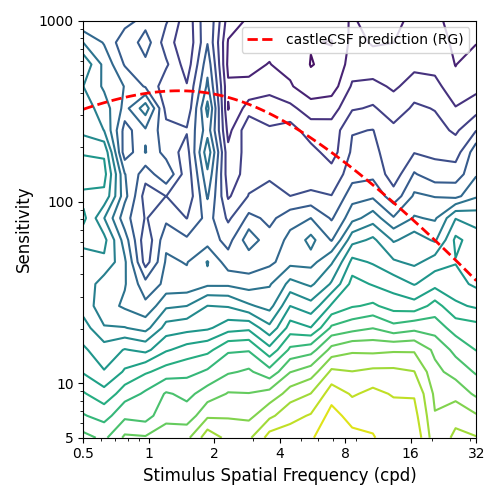 1000
castleCSF prediction (RG)
100
10
5
Sensitivity
0.5 1 2 4 8 16 32
Stimulus Spatial Frequency (cpd)